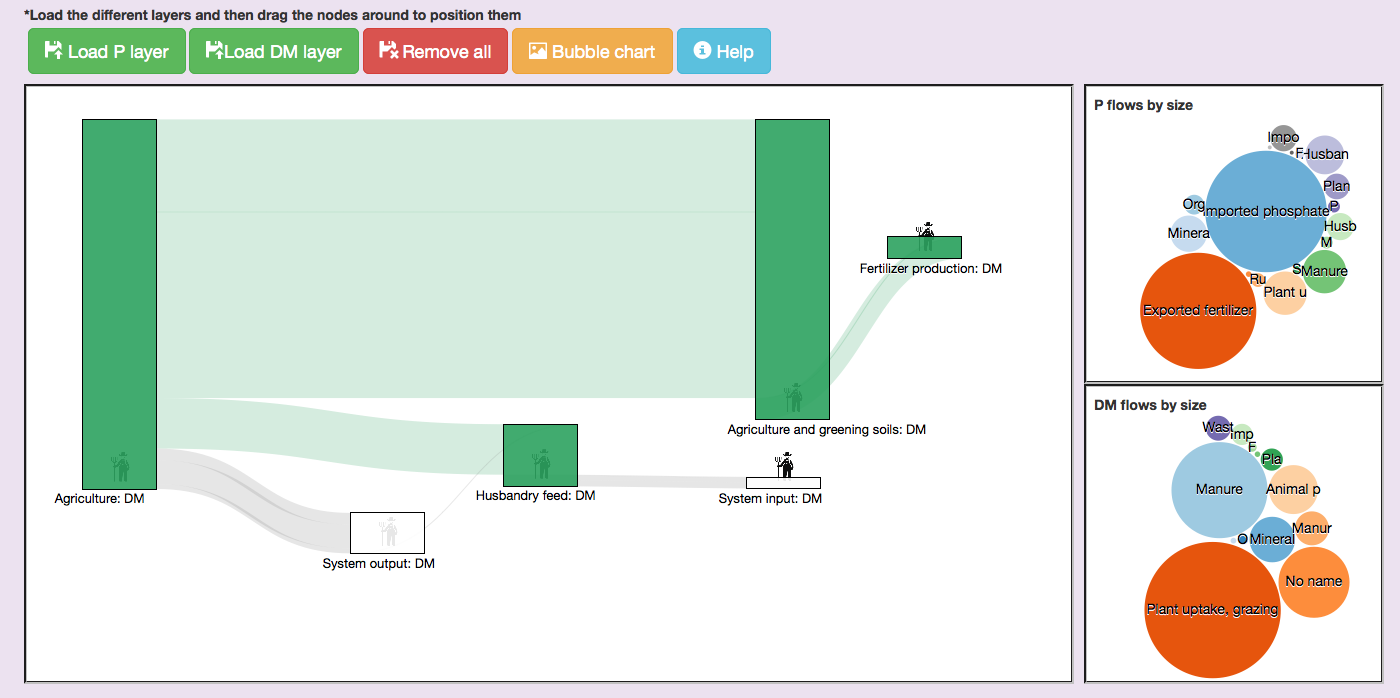 *Load the different layers and then drag the nodes around to position them
Load P layer
Load DM layer
Remove all
Bubble chart
Help
Fertilizer production: DM
Agriculture and greening soils: DM
Husbandry feed: DM
Agriculture: DM
System input: DM
System output: DM
P flows by size
Impo
F
Husban
Plan
Org
Imported phosphate
P
Husb
Minera
M
S
Manure
Ru
Plant u
Exported fertilizer
DM flows by size
Wast
Imp
F
Pla
Manure
Animal p
Manur
O
Mineral
No name
Plant uptake, grazing